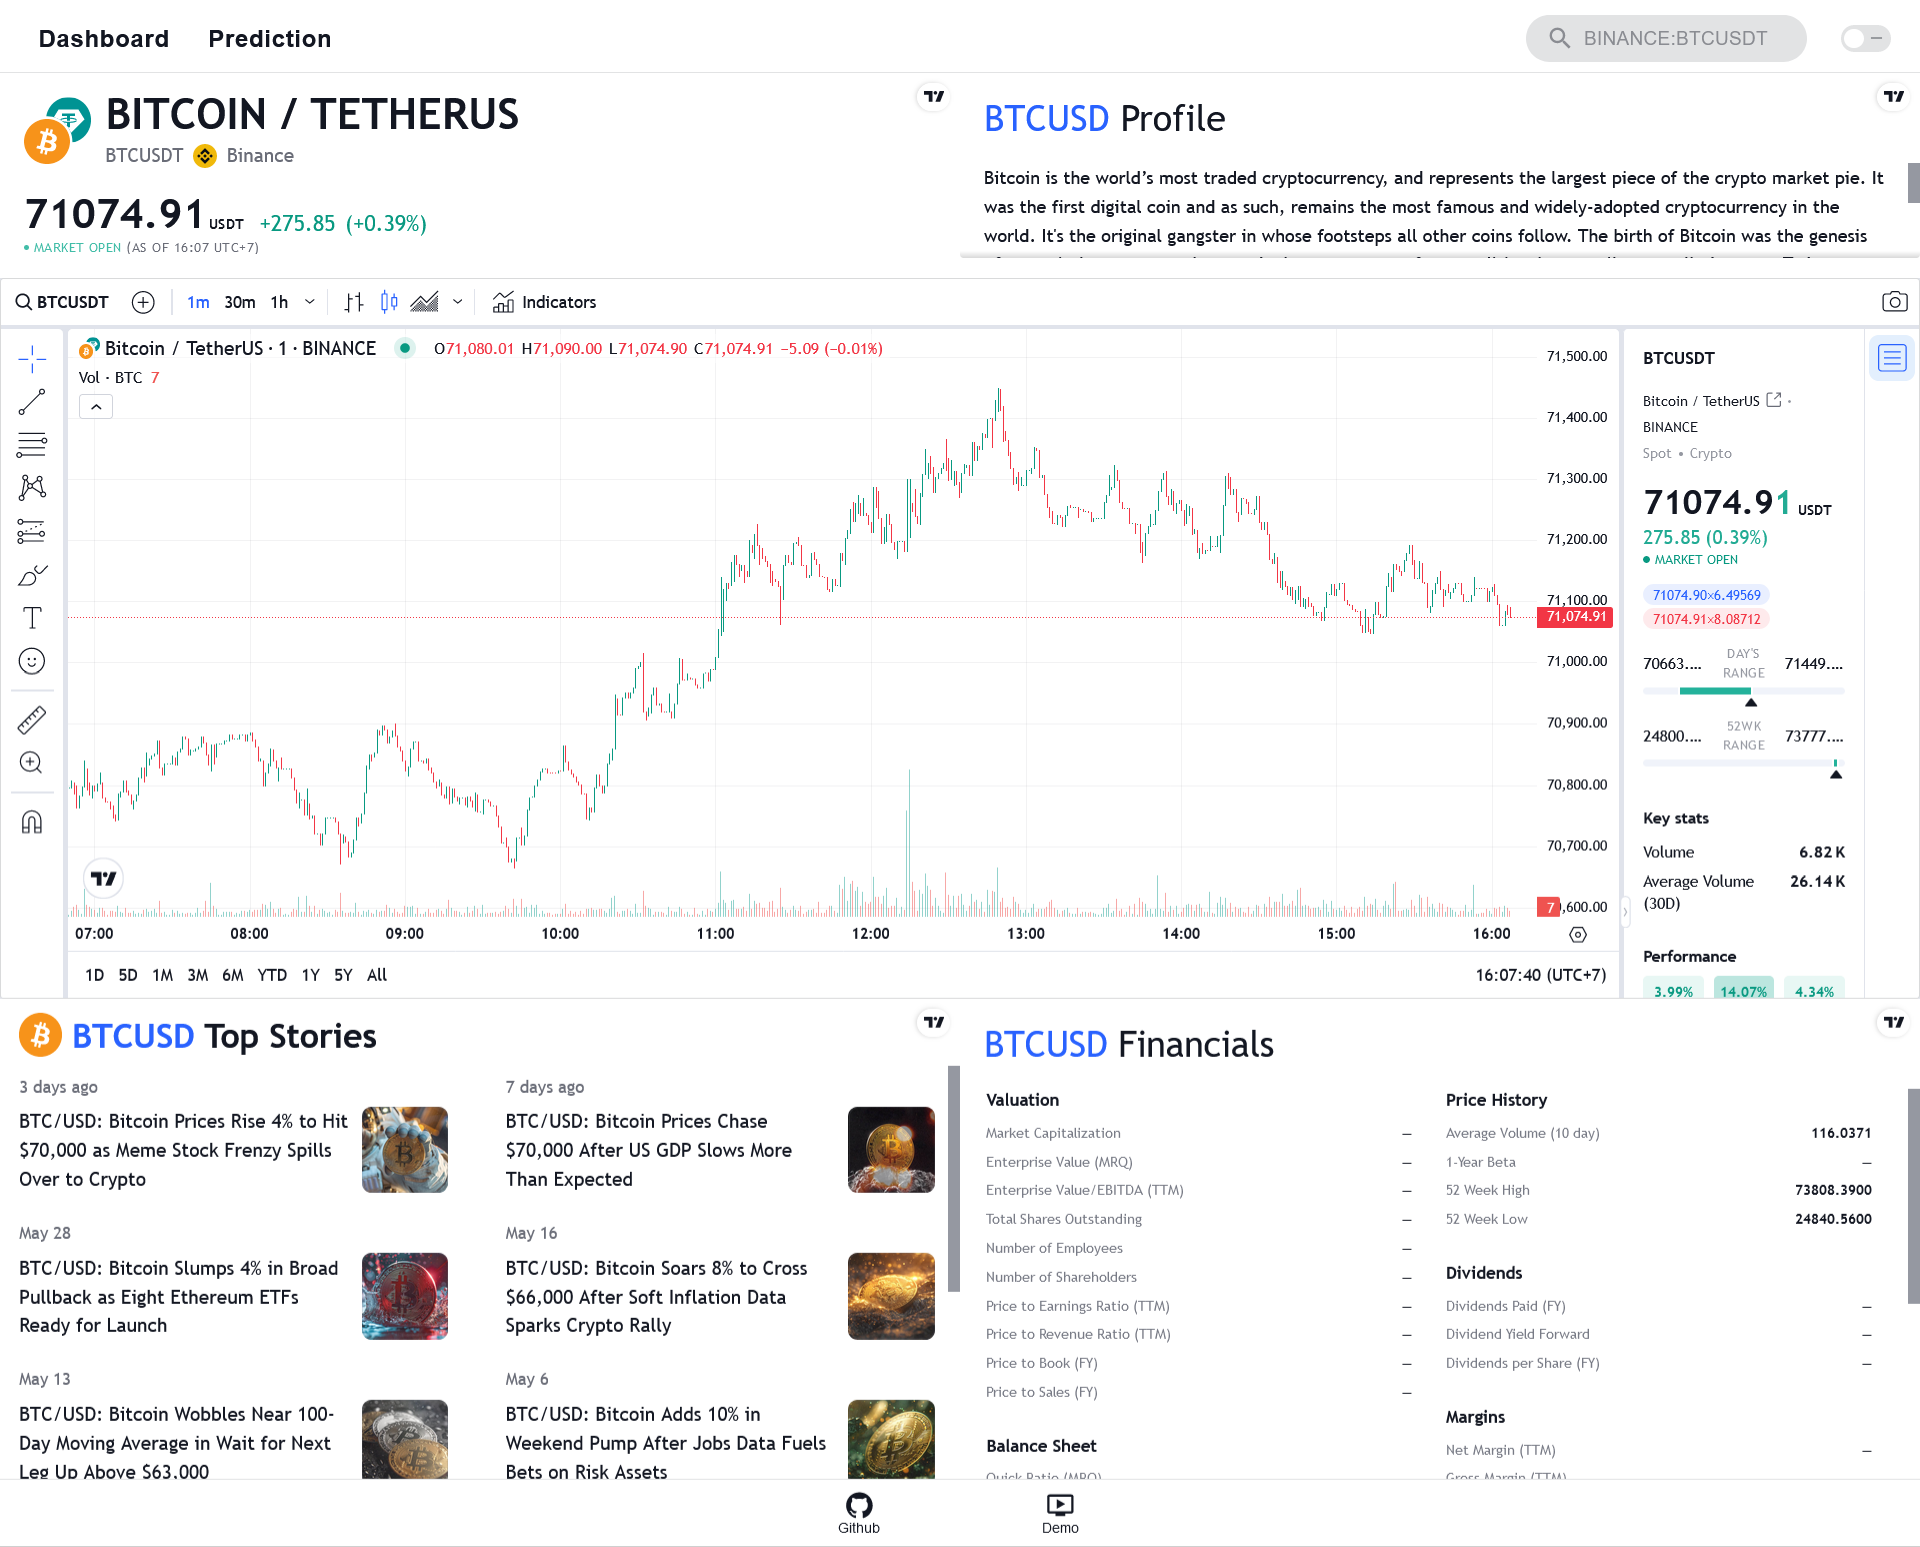 Dashboard Prediction
BINANCE:BTCUSDT
BITCOIN / TETHERUS
BTCUSDT Binance
71074.91 USDT +275.85 (+0.39%)
MARKET OPEN (AS OF 16:07 UTC+7)
BTCUSD Profile
Bitcoin is the world's most traded cryptocurrency, and represents the largest piece of the crypto market pie. It
was the first digital coin and as such, remains the most famous and widely-adopted cryptocurrency in the
world. It's the original gangster in whose footsteps all other coins follow. The birth of Bitcoin was the genesis
BTCUSDT 1m 30m 1h Indicators
Bitcoin / TetherUS · 1 · BINANCE O71,080.01 H71,090.00 L71,074.90 C71,074.91 −5.09 (−0.01%)
Vol · BTC 7
71,500.00
71,400.00
71,300.00
71,200.00
71,100.00
71,074.91
71,000.00
70,900.00
70,800.00
70,700.00
7 ,600.00
07:00 08:00 09:00 10:00 11:00 12:00 13:00 14:00 15:00 16:00
1D 5D 1M 3M 6M YTD 1Y 5Y All
16:07:40 (UTC+7)
BTCUSDT
Bitcoin / TetherUS ·
BINANCE
Spot • Crypto
71074.91 USDT
275.85 (0.39%)
MARKET OPEN
71074.90×6.49569
71074.91×8.08712
70663.... DAY'S RANGE 71449....
24800.... 52WK RANGE 73777....
Key stats
Volume 6.82K
Average Volume (30D) 26.14K
Performance
3.99% 14.07% 4.34%
BTCUSD Top Stories
3 days ago
BTC/USD: Bitcoin Prices Rise 4% to Hit
$70,000 as Meme Stock Frenzy Spills
Over to Crypto
7 days ago
BTC/USD: Bitcoin Prices Chase
$70,000 After US GDP Slows More
Than Expected
May 28
BTC/USD: Bitcoin Slumps 4% in Broad
Pullback as Eight Ethereum ETFs
Ready for Launch
May 16
BTC/USD: Bitcoin Soars 8% to Cross
$66,000 After Soft Inflation Data
Sparks Crypto Rally
May 13
BTC/USD: Bitcoin Wobbles Near 100-
Day Moving Average in Wait for Next
Leg Up Above $63,000
May 6
BTC/USD: Bitcoin Adds 10% in
Weekend Pump After Jobs Data Fuels
Bets on Risk Assets
BTCUSD Financials
Valuation
Market Capitalization —
Enterprise Value (MRQ) —
Enterprise Value/EBITDA (TTM) —
Total Shares Outstanding —
Number of Employees —
Number of Shareholders —
Price to Earnings Ratio (TTM) —
Price to Revenue Ratio (TTM) —
Price to Book (FY) —
Price to Sales (FY) —
Balance Sheet
Quick Ratio (MRQ)
Price History
Average Volume (10 day) 116.0371
1-Year Beta —
52 Week High 73808.3900
52 Week Low 24840.5600
Dividends
Dividends Paid (FY) —
Dividend Yield Forward —
Dividends per Share (FY) —
Margins
Net Margin (TTM) —
Gross Margin (TTM)
Github Demo